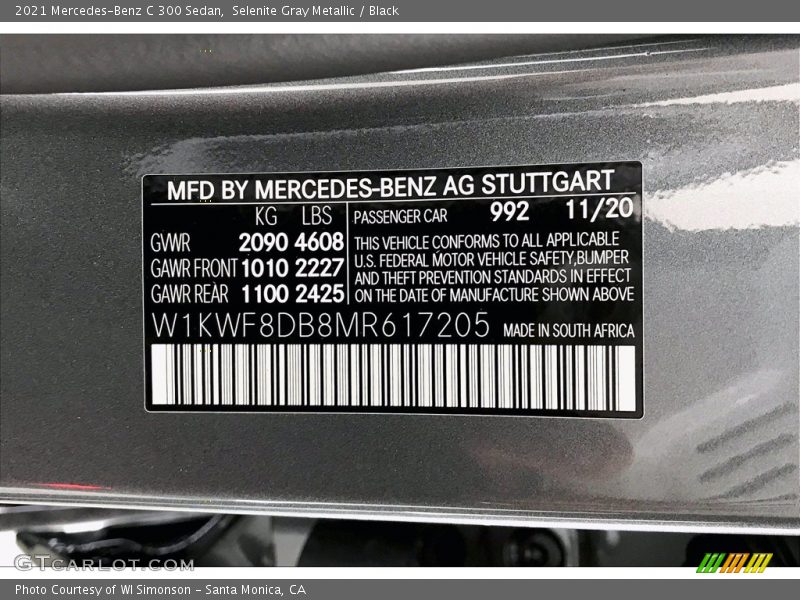 2021 Mercedes-Benz C 300 Sedan,  Selenite Gray Metallic / Black
MFD BY MERCEDES-BENZ AG STUTTGART
KG LBS
PASSENGER CAR 992 11/20
GWWR 2090 4608
GAWR FRONT 1010 2227
GAWR REAR 1100 2425
THIS VEHICLE CONFORMS TO ALL APPLICABLE
U.S. FEDERAL MOTOR VEHICLE SAFETY,BUMPER
AND THEFT PREVENTION STANDARDS IN EFFECT
ON THE DATE OF MANUFACTURE SHOWN ABOVE
W1KWF8DB8MR617205 MADE IN SOUTH AFRICA
GTCARLOT.COM
Photo Courtesy of WI Simonson - Santa Monica, CA